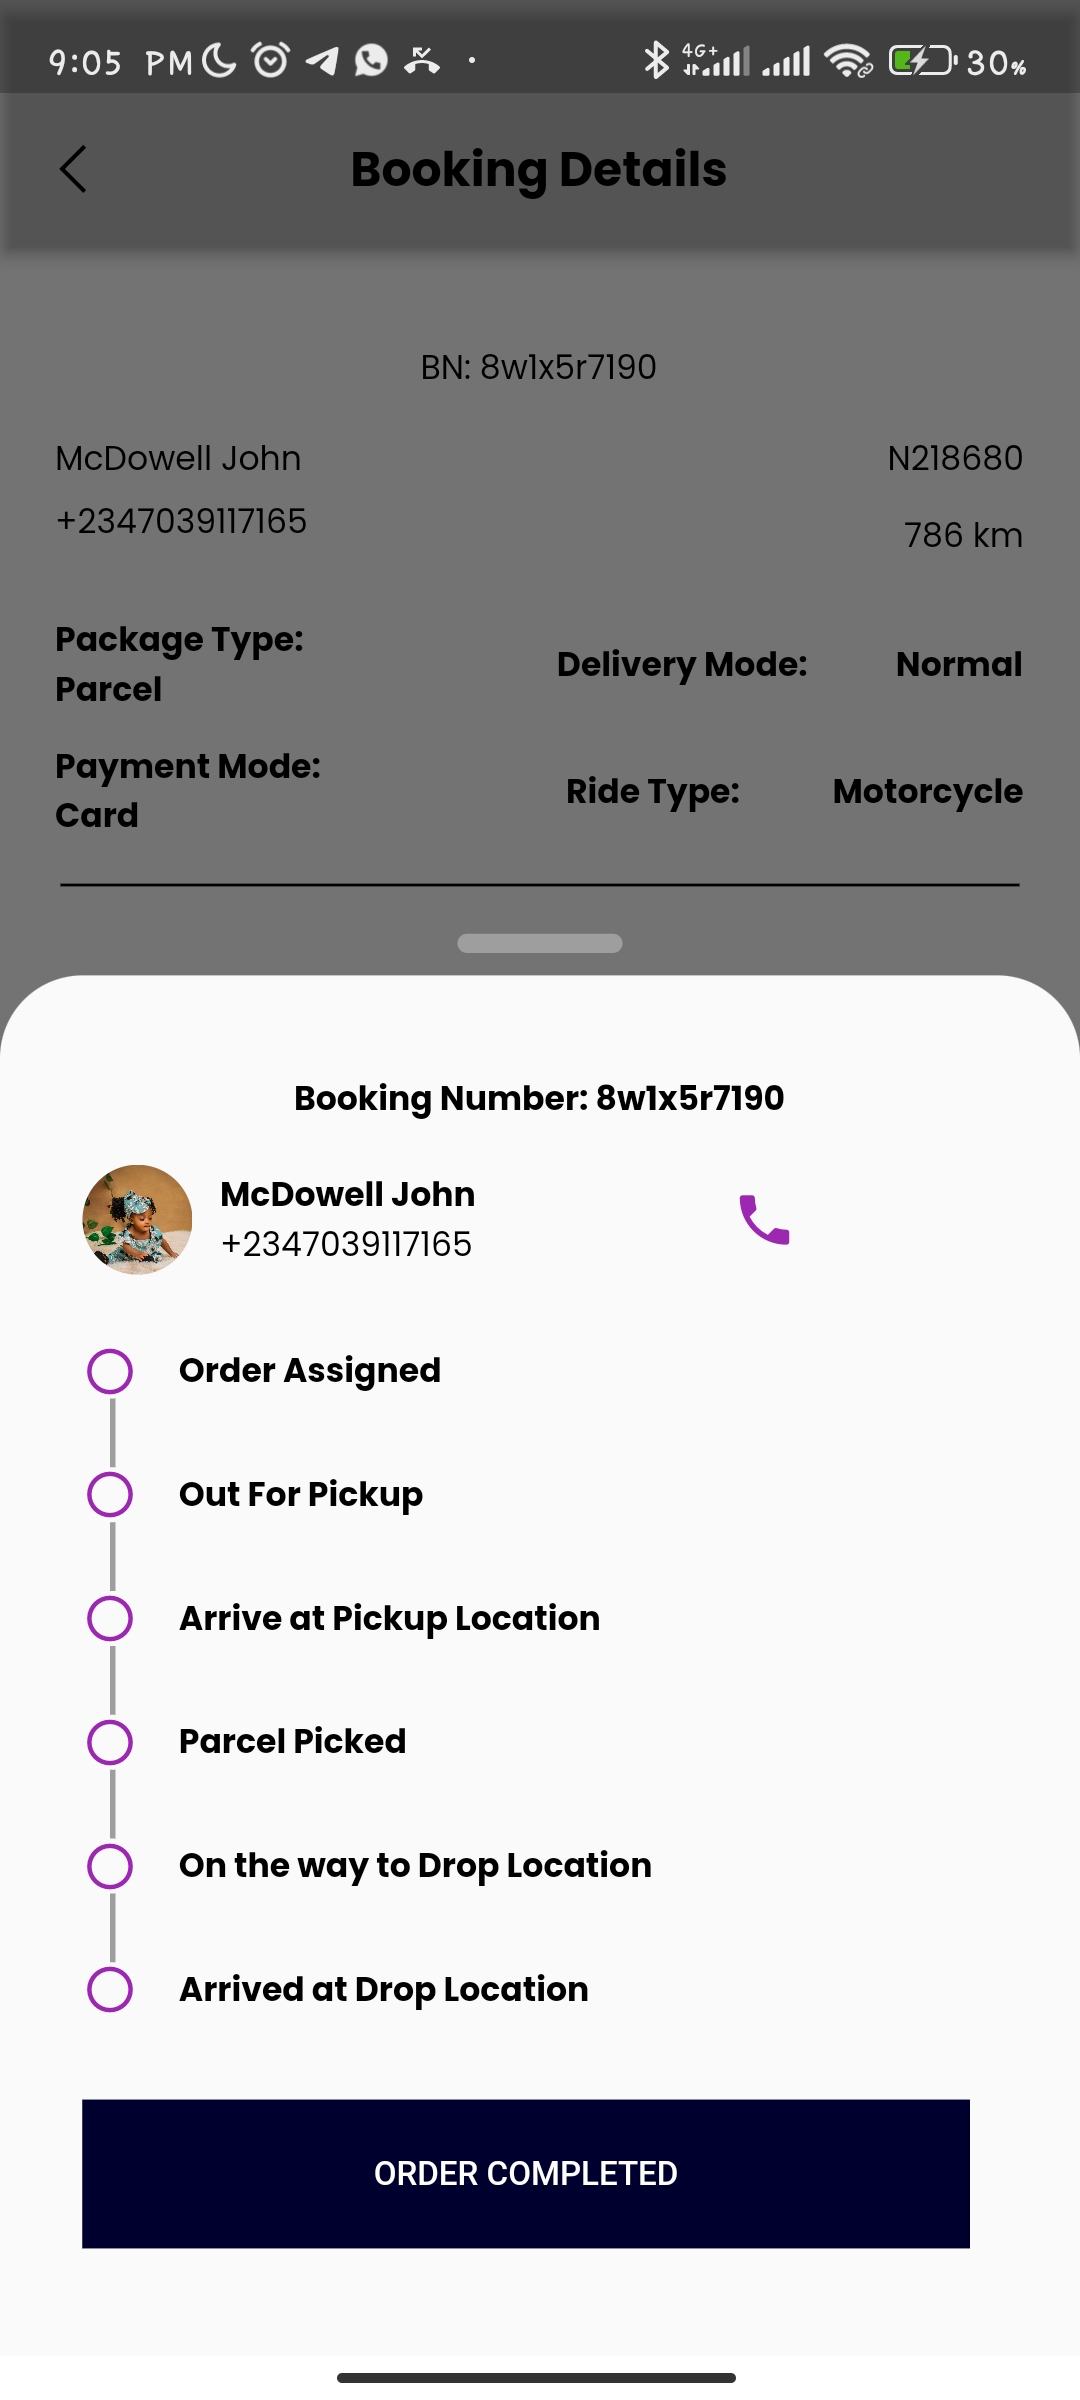 9:05 PM
4G+
30%
Booking Details
BN: 8w1x5r7190
McDowell John
N218680
+2347039117165
786 km
Package Type:
Parcel
Delivery Mode:
Normal
Payment Mode:
Card
Ride Type:
Motorcycle
Booking Number: 8w1x5r7190
McDowell John
+2347039117165
Order Assigned
Out For Pickup
Arrive at Pickup Location
Parcel Picked
On the way to Drop Location
Arrived at Drop Location
ORDER COMPLETED